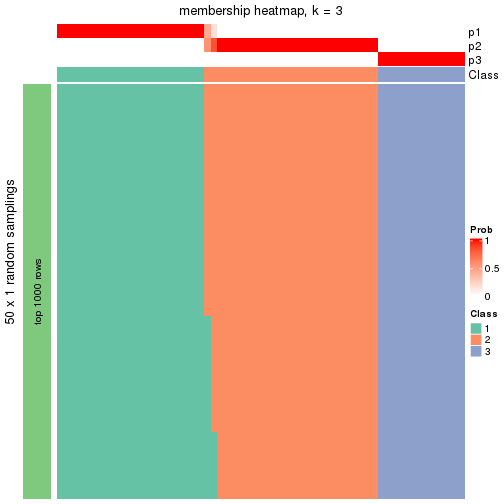 membership heatmap, k = 3
p1
p2
p3
Class
50 x 1 random samplings
top 1000 rows
Prob
1
0.5
0
Class
1
2
3